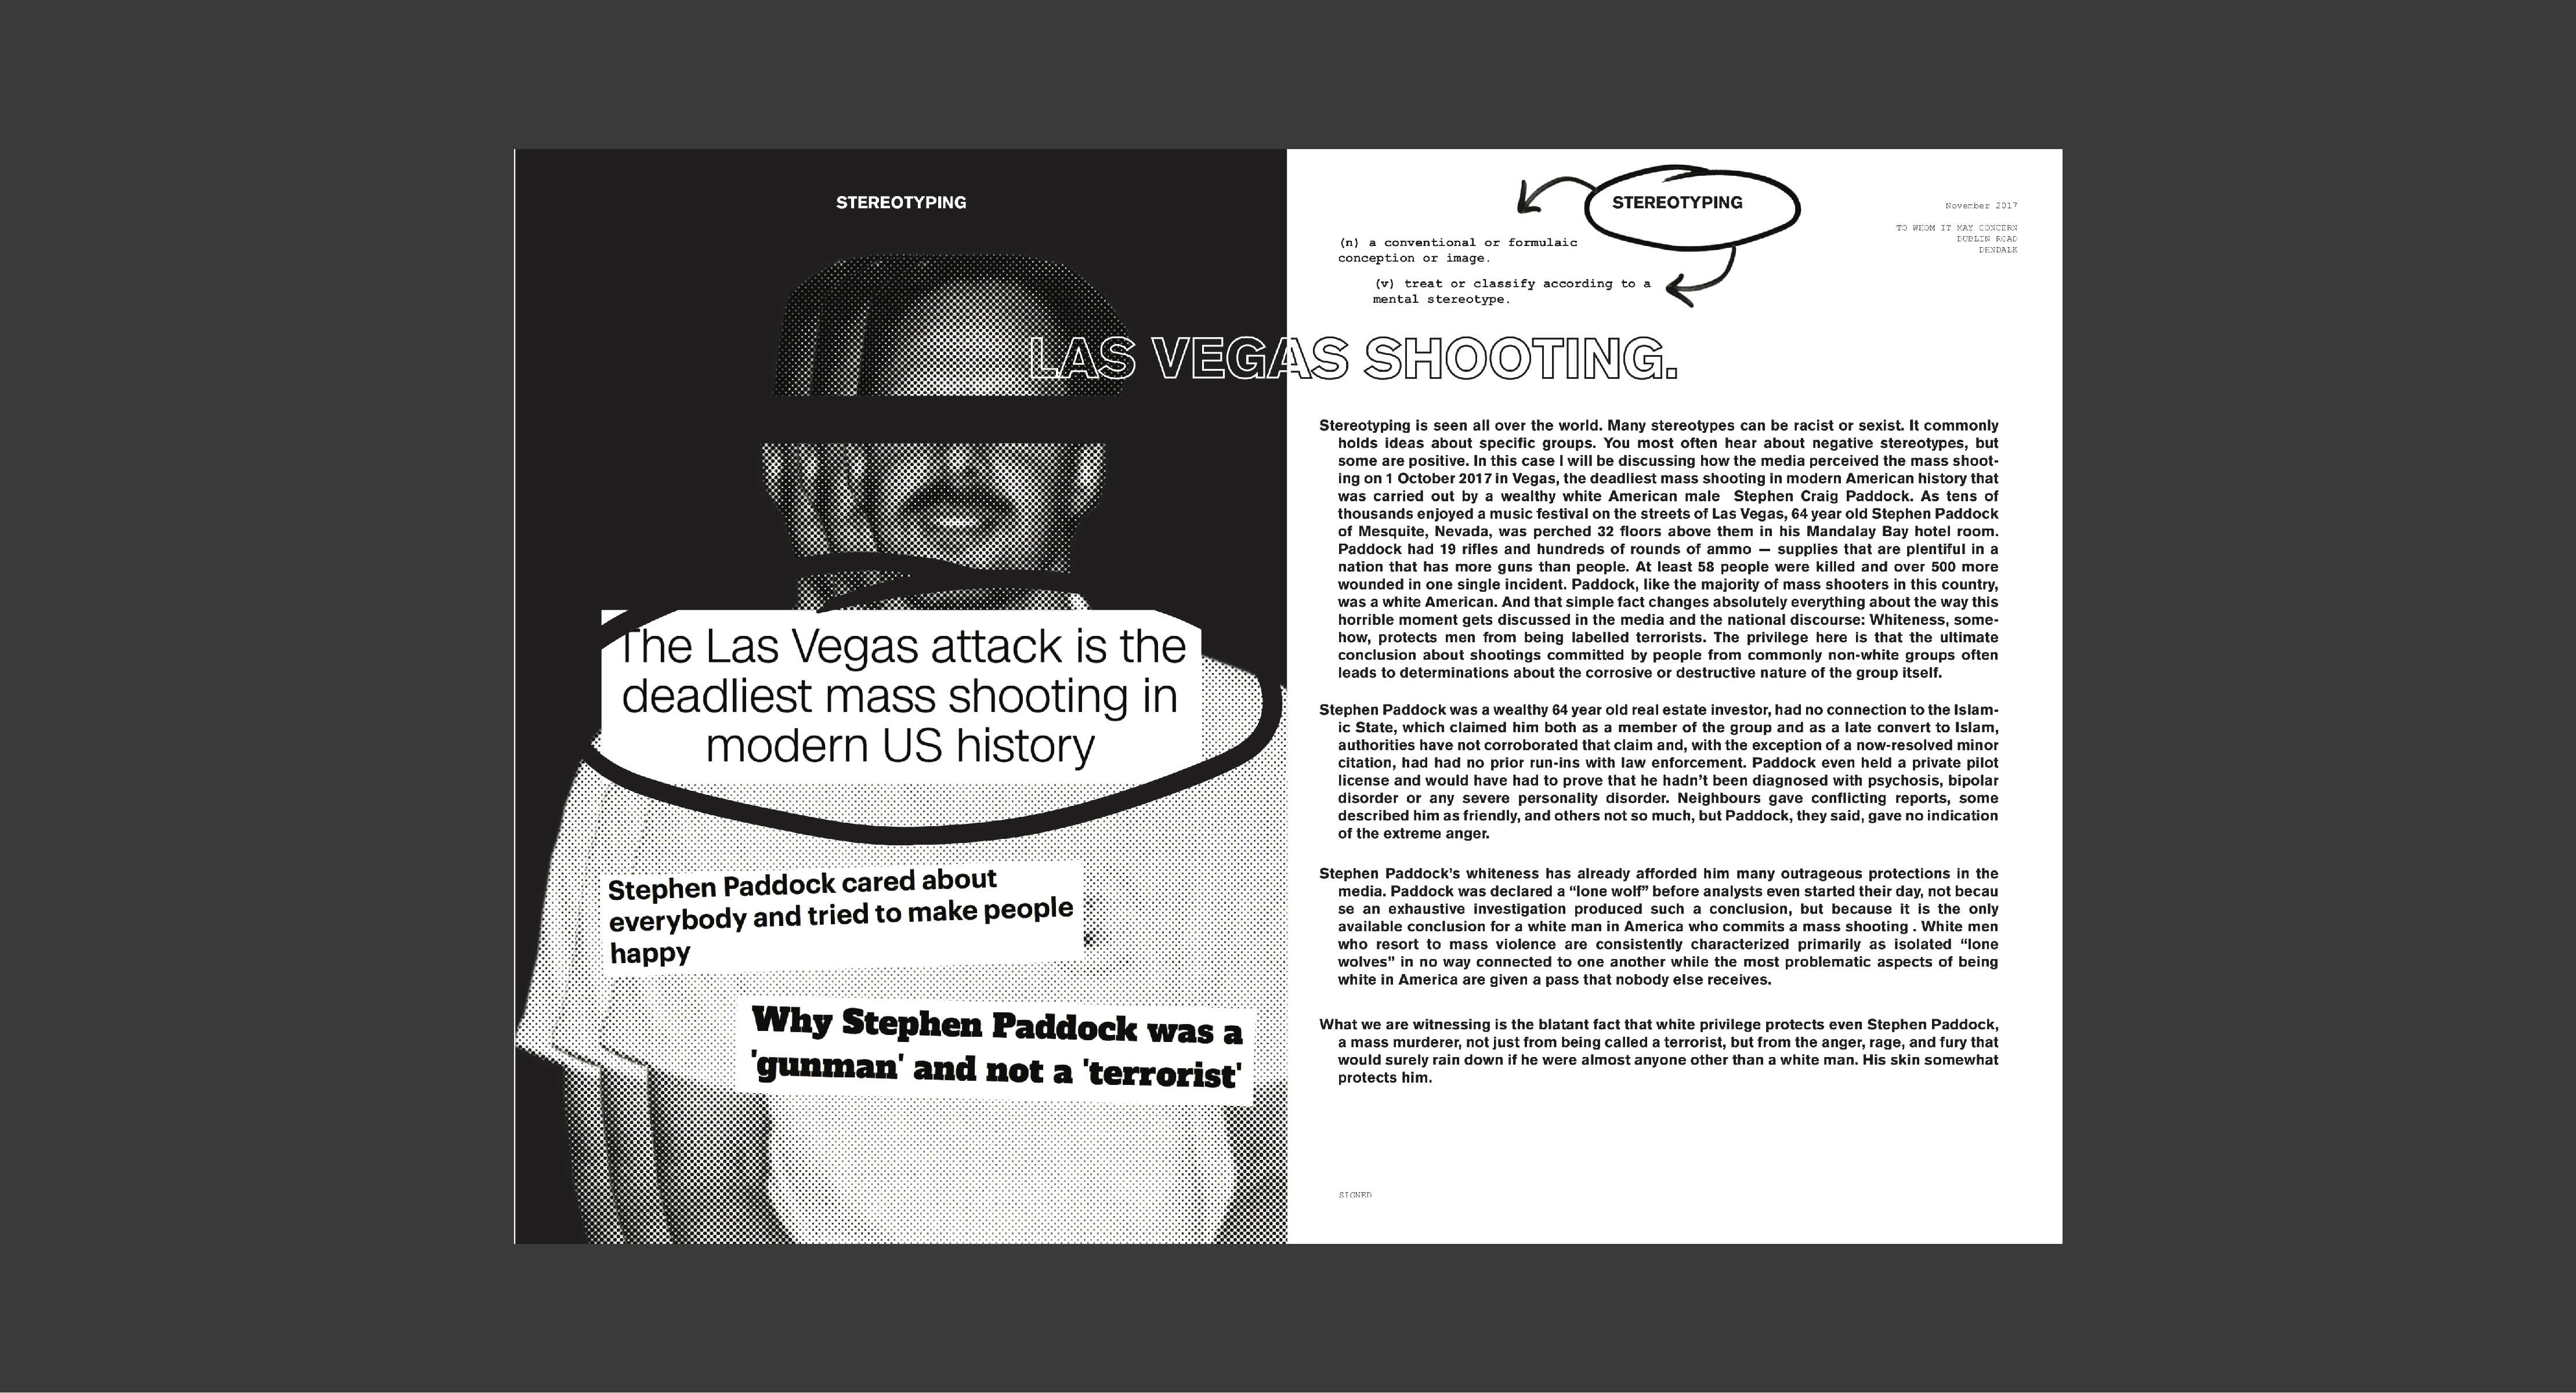 STEREOTYPING
The Las Vegas attack is the
deadliest mass shooting in
modern US history
Stephen Paddock cared about
everybody and tried to make people
happy
Why Stephen Paddock was a
'gunman' and not a 'terrorist'
STEREOTYPING
November 2017
TO WHOM IT MAY CONCERN
DUBLIN ROAD
DENDALK
(n) a conventional or formulaic
conception or image.
(v) treat or classify according to a
mental stereotype.
LAS VEGAS SHOOTING.
Stereotyping is seen all over the world. Many stereotypes can be racist or sexist. It commonly
holds ideas about specific groups. You most often hear about negative stereotypes, but
some are positive. In this case I will be discussing how the media perceived the mass shoot-
ing on 1 October 2017 in Vegas, the deadliest mass shooting in modern American history that
was carried out by a wealthy white American male Stephen Craig Paddock. As tens of
thousands enjoyed a music festival on the streets of Las Vegas, 64 year old Stephen Paddock
of Mesquite, Nevada, was perched 32 floors above them in his Mandalay Bay hotel room.
Paddock had 19 rifles and hundreds of rounds of ammo — supplies that are plentiful in a
nation that has more guns than people. At least 58 people were killed and over 500 more
wounded in one single incident. Paddock, like the majority of mass shooters in this country,
was a white American. And that simple fact changes absolutely everything about the way this
horrible moment gets discussed in the media and the national discourse: Whiteness, some-
how, protects men from being labelled terrorists. The privilege here is that the ultimate
conclusion about shootings committed by people from commonly non-white groups often
leads to determinations about the corrosive or destructive nature of the group itself.
Stephen Paddock was a wealthy 64 year old real estate investor, had no connection to the Islam-
ic State, which claimed him both as a member of the group and as a late convert to Islam,
authorities have not corroborated that claim and, with the exception of a now-resolved minor
citation, had had no prior run-ins with law enforcement. Paddock even held a private pilot
license and would have had to prove that he hadn't been diagnosed with psychosis, bipolar
disorder or any severe personality disorder. Neighbours gave conflicting reports, some
described him as friendly, and others not so much, but Paddock, they said, gave no indication
of the extreme anger.
Stephen Paddock's whiteness has already afforded him many outrageous protections in the
media. Paddock was declared a “lone wolf” before analysts even started their day, not becau
se an exhaustive investigation produced such a conclusion, but because it is the only
available conclusion for a white man in America who commits a mass shooting . White men
who resort to mass violence are consistently characterized primarily as isolated “lone
wolves” in no way connected to one another while the most problematic aspects of being
white in America are given a pass that nobody else receives.
What we are witnessing is the blatant fact that white privilege protects even Stephen Paddock,
a mass murderer, not just from being called a terrorist, but from the anger, rage, and fury that
would surely rain down if he were almost anyone other than a white man. His skin somewhat
protects him.
SIGNED